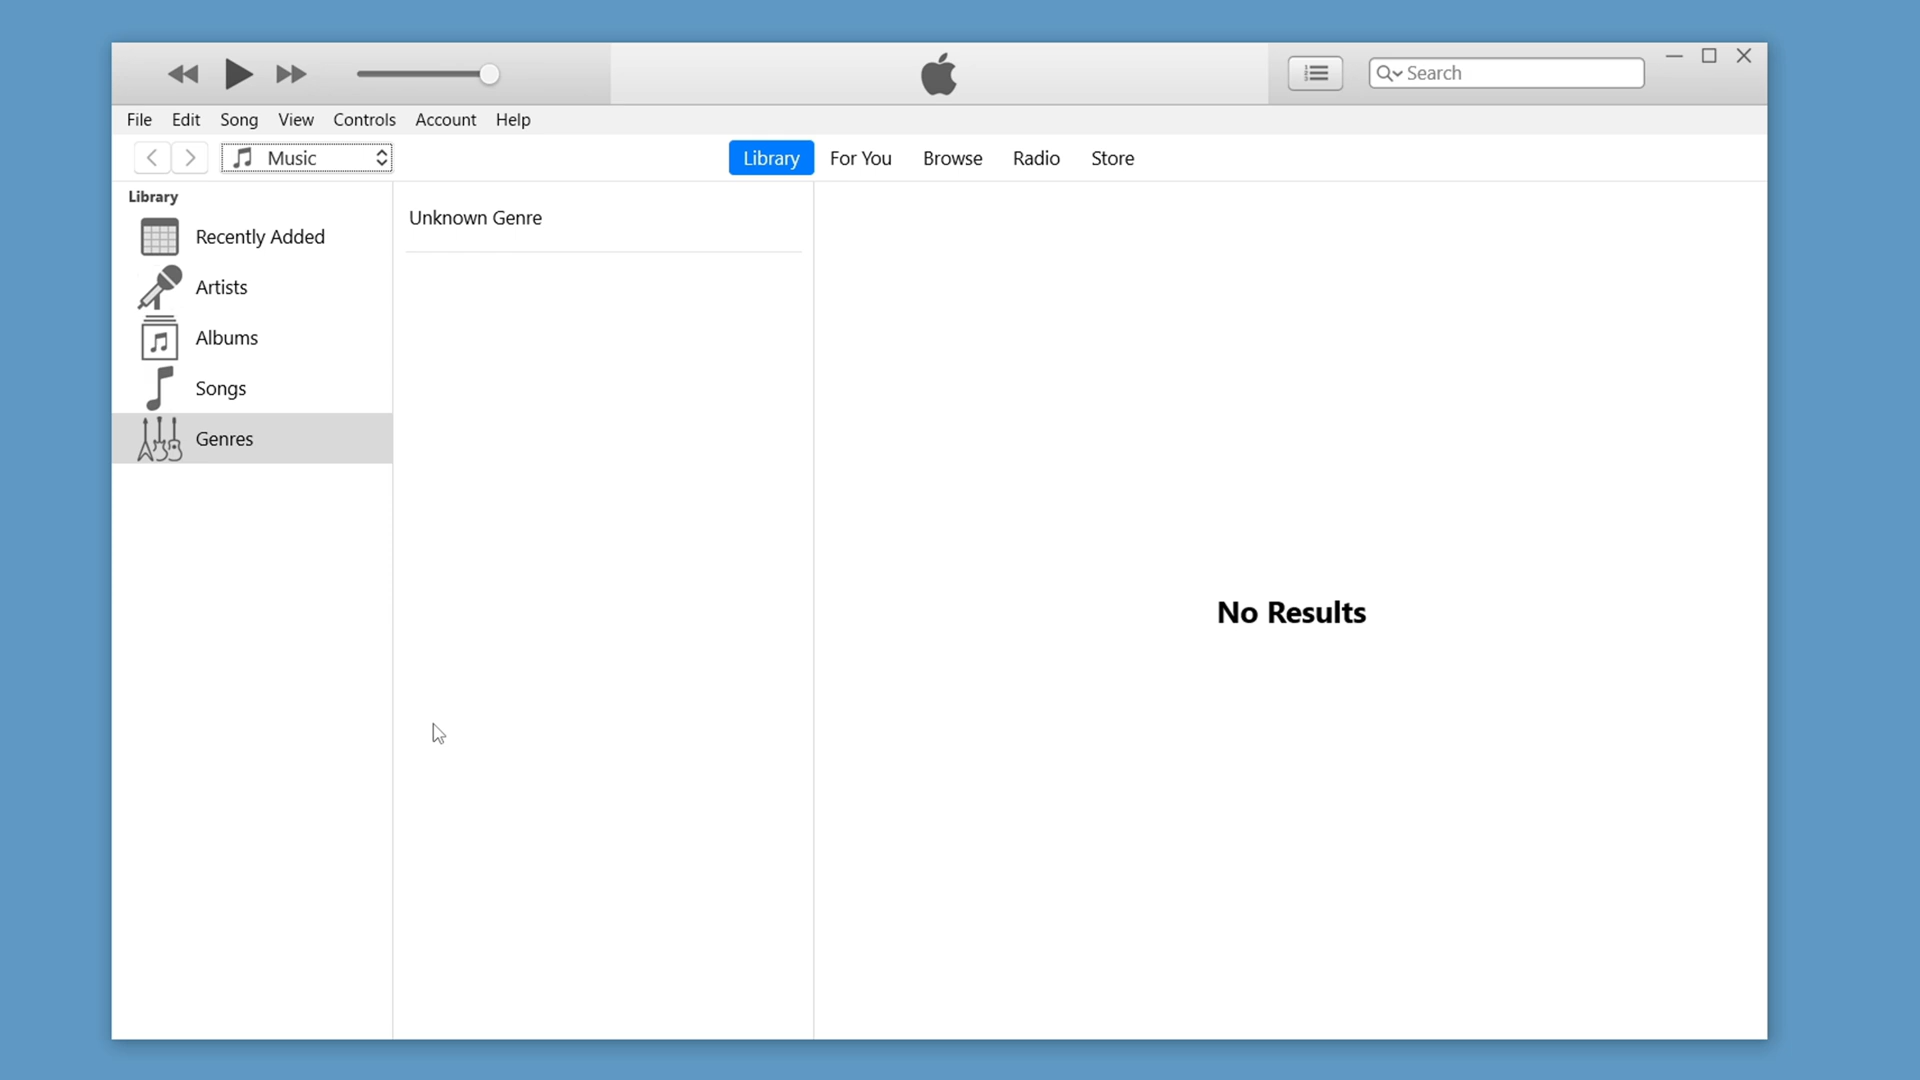 Search
File Edit Song View Controls Account Help
Music
Library For You Browse Radio Store
Library
Recently Added
Artists
Albums
Songs
Genres
Unknown Genre
No Results